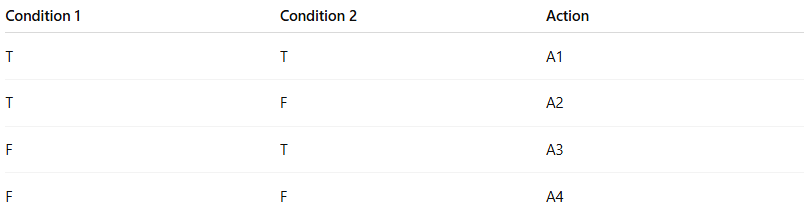 Condition 1 Condition 2 Action
T T A1
T F A2
F T A3
F F A4